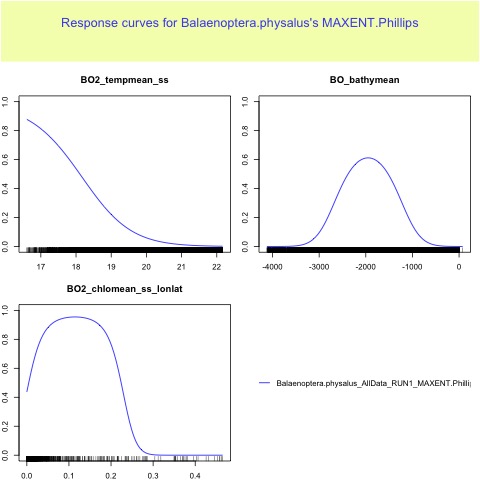 Response curves for Balaenoptera.physalus's MAXENT.Phillips
BO2_tempmean_ss
0.0 0.2 0.4 0.6 0.8 1.0
17 18 19 20 21 22
BO_bathymean
0.0 0.2 0.4 0.6 0.8 1.0
-4000 -3000 -2000 -1000 0
BO2_chlomean_ss_lonlat
0.0 0.2 0.4 0.6 0.8 1.0
0.0 0.1 0.2 0.3 0.4
Balaenoptera.physalus_AllData_RUN1_MAXENT.Philli